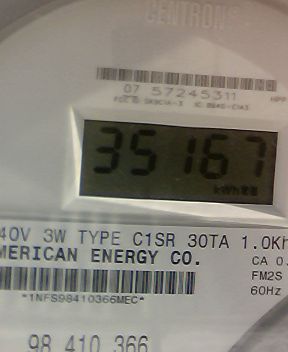 CENTRON®
07 57245311
35167
kWh
40V 3W TYPE C1SR 30TA 1.0Kh
MERICAN ENERGY CO.
CA 0.
FM2S
60Hz
*1NFS98410366MEC*
98 410 366